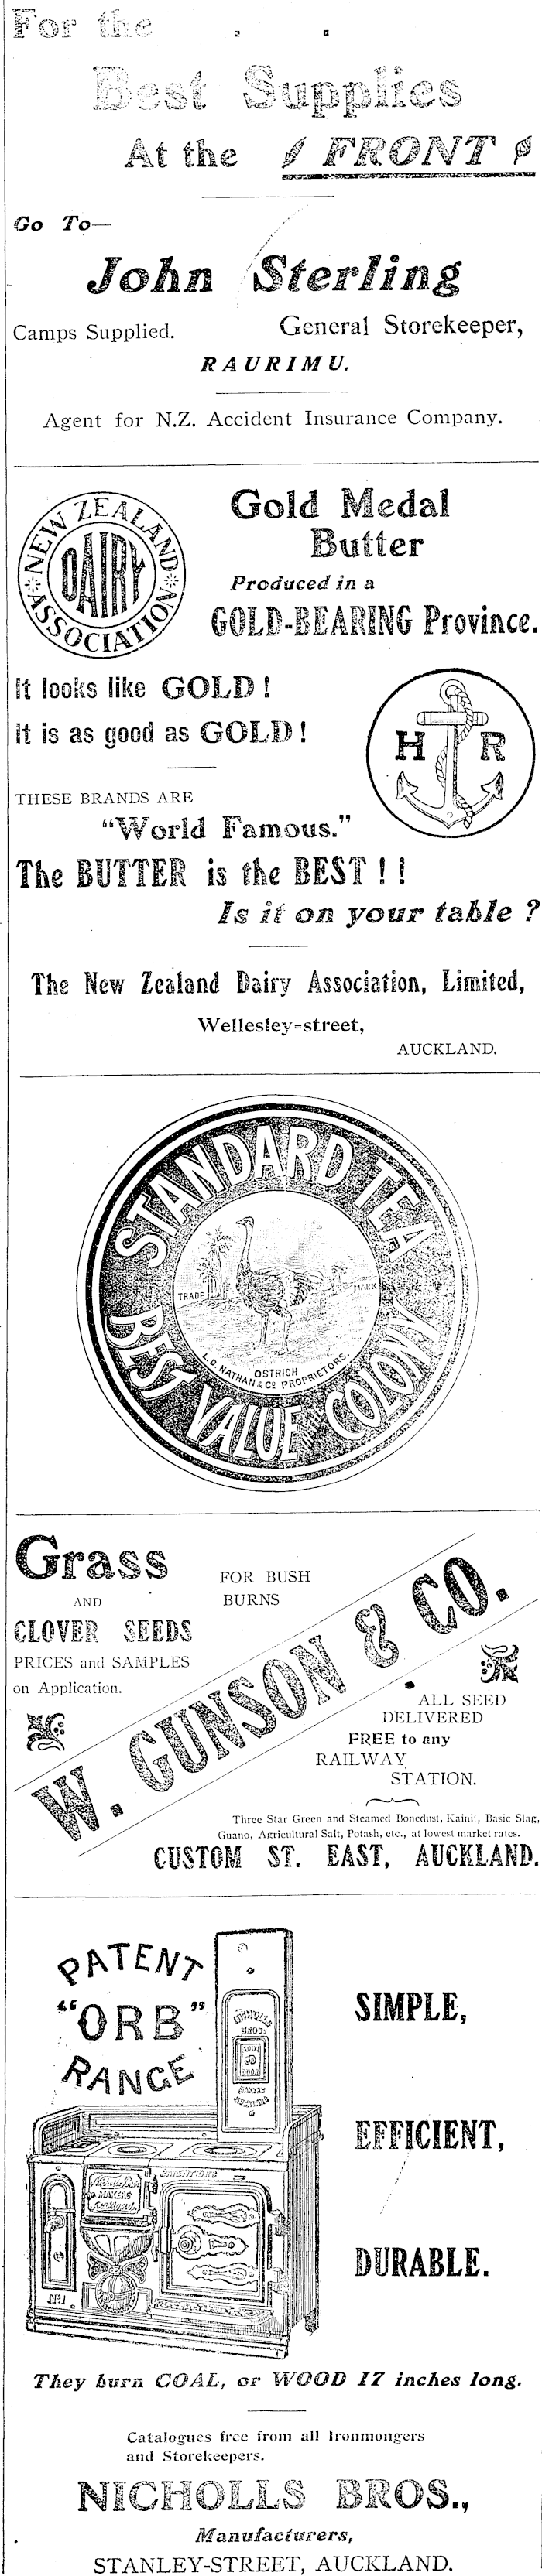 For the
Best Supplies
At the FRONT
Go To—
John Sterling
Camps Supplied. General Storekeeper,
RAURIMU.
Agent for N.Z. Accident Insurance Company.
NEW ZEALAND
DAIRY
ASSOCIATION
Gold Medal
Butter
Produced in a
GOLD-BEARING Province.
It looks like GOLD !
It is as good as GOLD !
H R
THESE BRANDS ARE
“World Famous.”
The BUTTER is the BEST ! !
Is it on your table ?
The New Zealand Dairy Association, Limited,
Wellesley=street,
AUCKLAND.
STANDARD TEA
TRADE MARK
OSTRICH
L.D. NATHAN & Co PROPRIETORS.
BEST VALUE COLONY
Grass
AND
CLOVER SEEDS
PRICES and SAMPLES
on Application.
FOR BUSH
BURNS
W. GUNSON & CO.
ALL SEED
DELIVERED
FREE to any
RAILWAY
STATION.
Three Star Green and Steamed Bonedust, Kainit, Basic Slag,
Guano, Agricultural Salt, Potash, etc., at lowest market rates.
CUSTOM ST. EAST, AUCKLAND.
PATENT
“ORB”
RANGE
PATENT ORB
MAKERS
No1
SIMPLE,
EFFICIENT,
DURABLE.
They burn COAL, or WOOD 17 inches long.
Catalogues free from all Ironmongers
and Storekeepers.
NICHOLLS BROS.,
Manufacturers,
STANLEY-STREET, AUCKLAND.